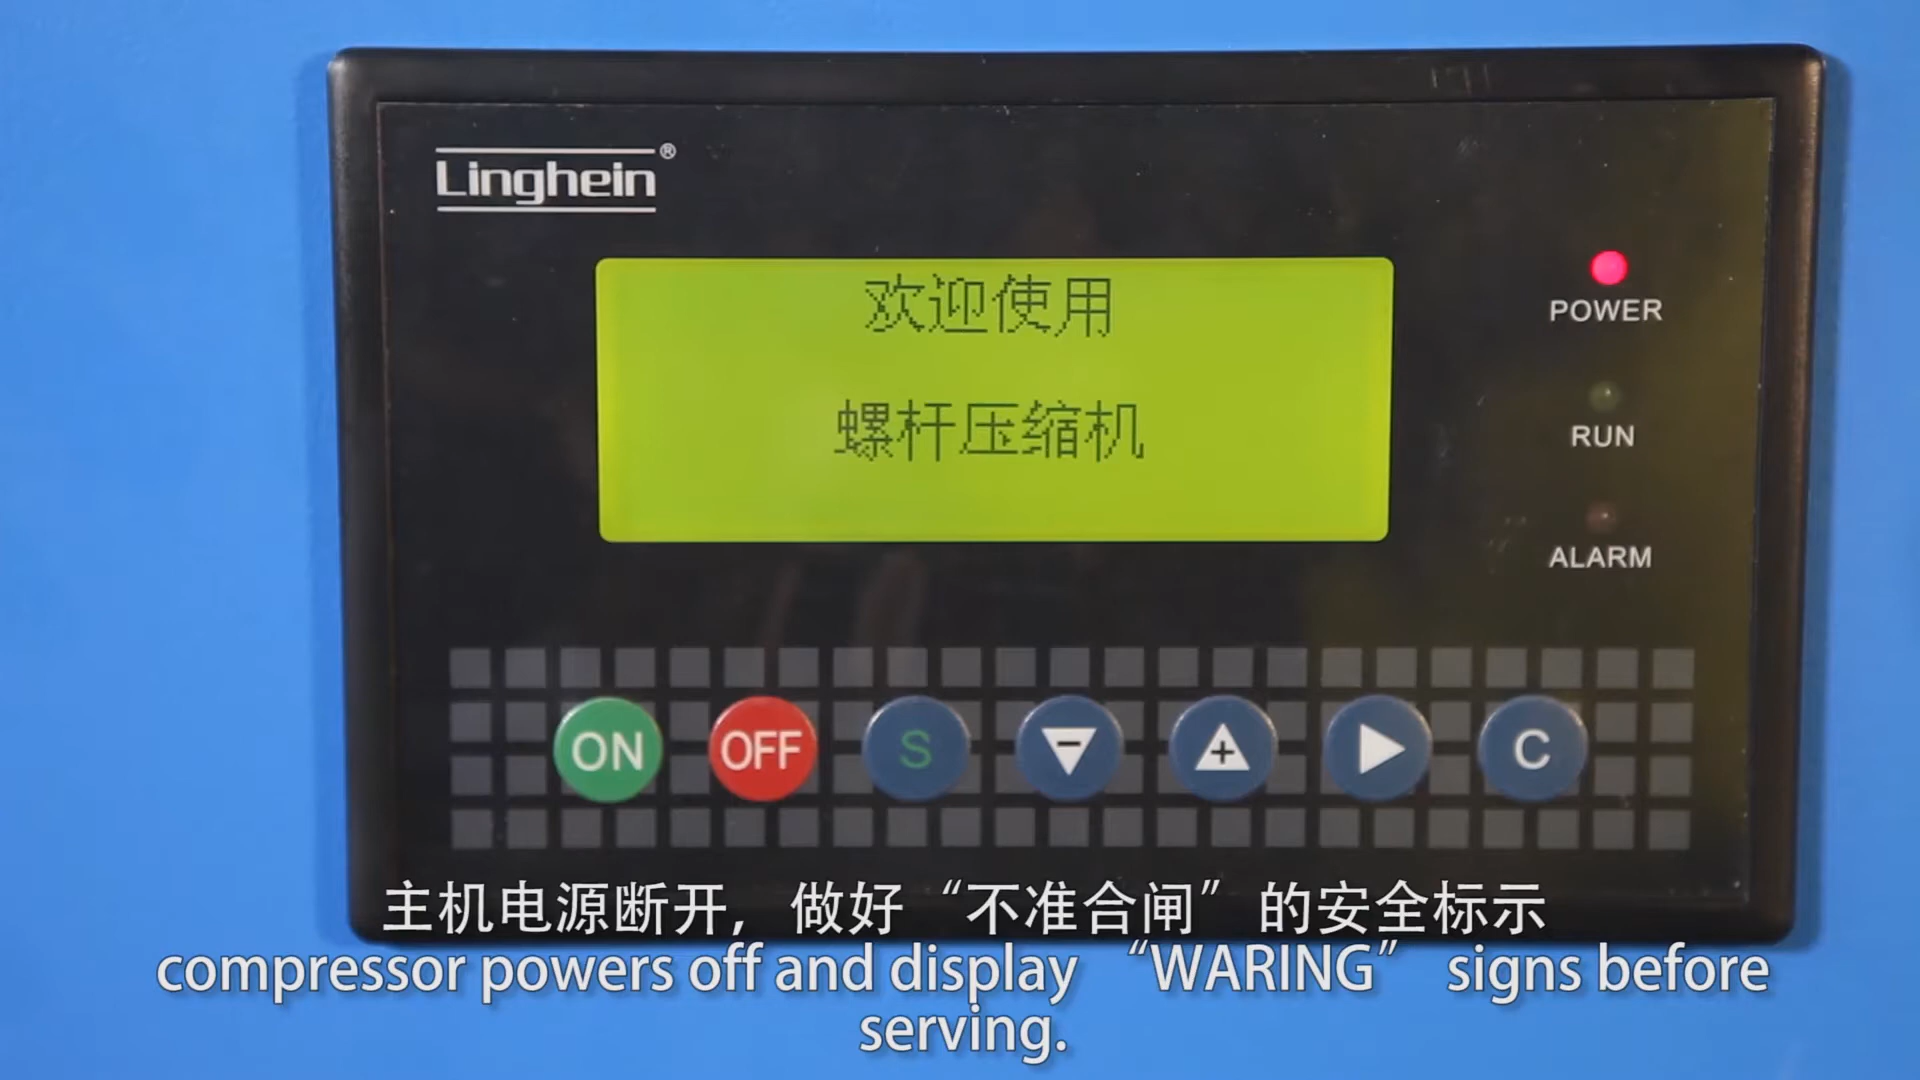 Linghein®
欢迎使用
螺杆压缩机
POWER
RUN
ALARM
ON OFF S − + C
主机电源断开，做好“不准合闸”的安全标示
compressor powers off and display “WARING” signs before
serving.